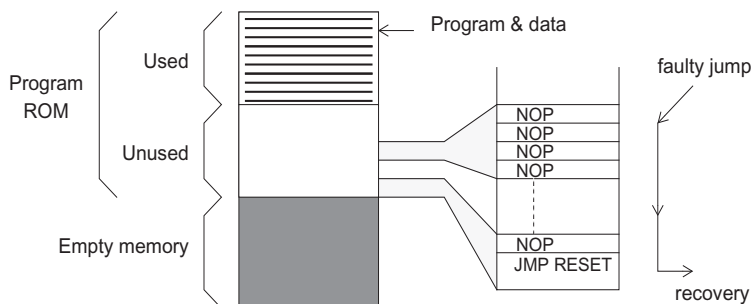 Program & data
Program
ROM
Used
Unused
Empty memory
NOP
NOP
NOP
NOP
NOP
JMP RESET
faulty jump
recovery